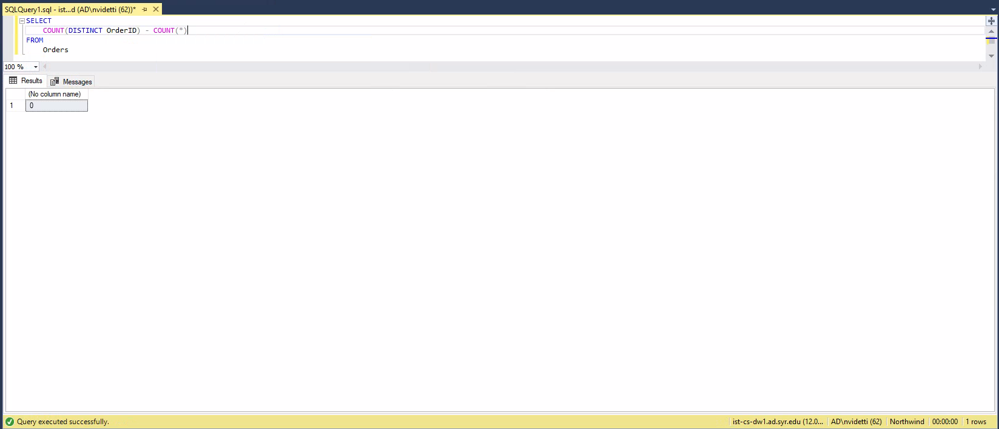 SQLQuery1.sql - ist...d (AD\nvidetti (62))*
SELECT
COUNT(DISTINCT OrderID) - COUNT(*)
FROM
Orders
100 %
Results Messages
(No column name)
1 0
Query executed successfully. ist-cs-dw1.ad.syr.edu (12.0... AD\nvidetti (62) Northwind 00:00:00 1 rows